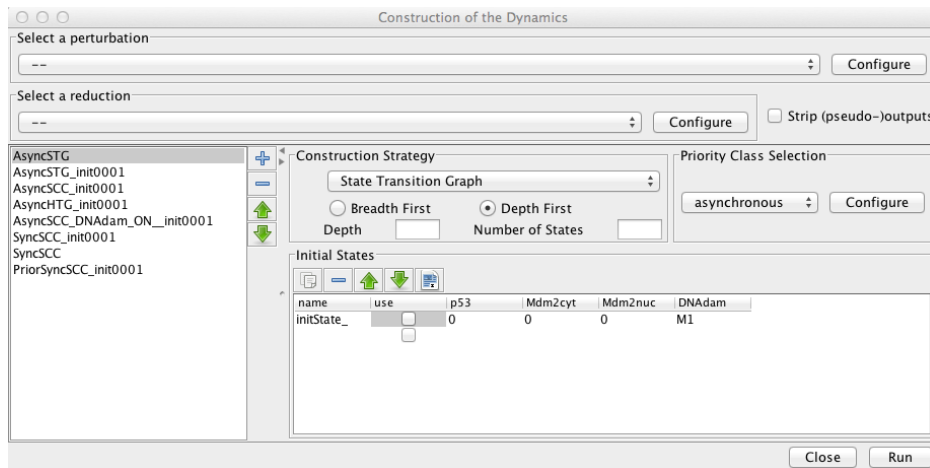 Construction of the Dynamics
Select a perturbation
--
Configure
Select a reduction
--
Configure
Strip (pseudo-)outputs
AsyncSTG
AsyncSTG_init0001
AsyncSCC_init0001
AsyncHTG_init0001
AsyncSCC_DNAdam_ON__init0001
SyncSCC_init0001
SyncSCC
PriorSyncSCC_init0001
Construction Strategy
State Transition Graph
Breadth First
Depth First
Depth
Number of States
Priority Class Selection
asynchronous
Configure
Initial States
name use p53 Mdm2cyt Mdm2nuc DNAdam
initState_ 0 0 0 M1
Close
Run